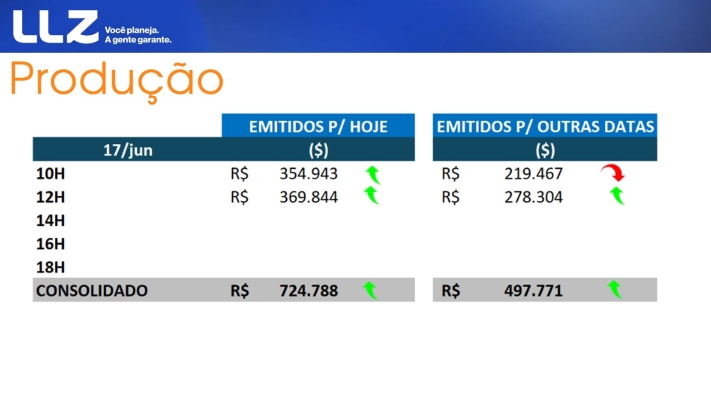 LLZ
Você planeja.
A gente garante.
Produção
EMITIDOS P/ HOJE EMITIDOS P/ OUTRAS DATAS
17/jun ($) ($)
10H R$ 354.943 R$ 219.467
12H R$ 369.844 R$ 278.304
14H
16H
18H
CONSOLIDADO R$ 724.788 R$ 497.771